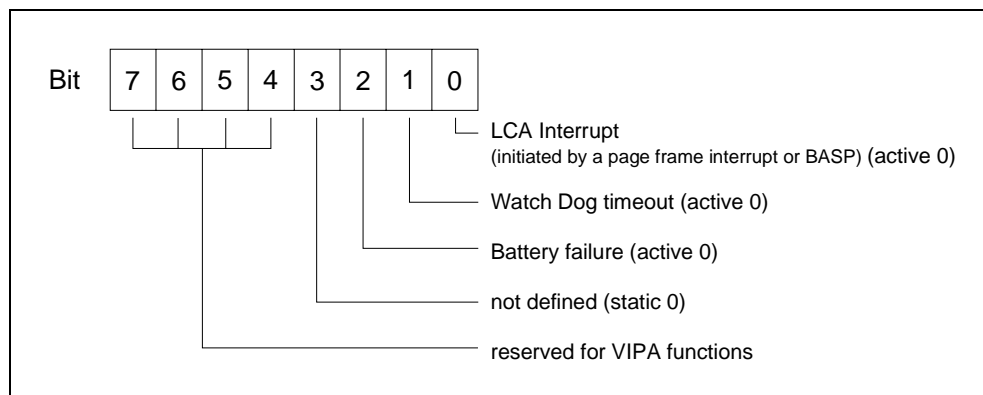 Bit 7 6 5 4 3 2 1 0
LCA Interrupt
(initiated by a page frame interrupt or BASP) (active 0)
Watch Dog timeout (active 0)
Battery failure (active 0)
not defined (static 0)
reserved for VIPA functions